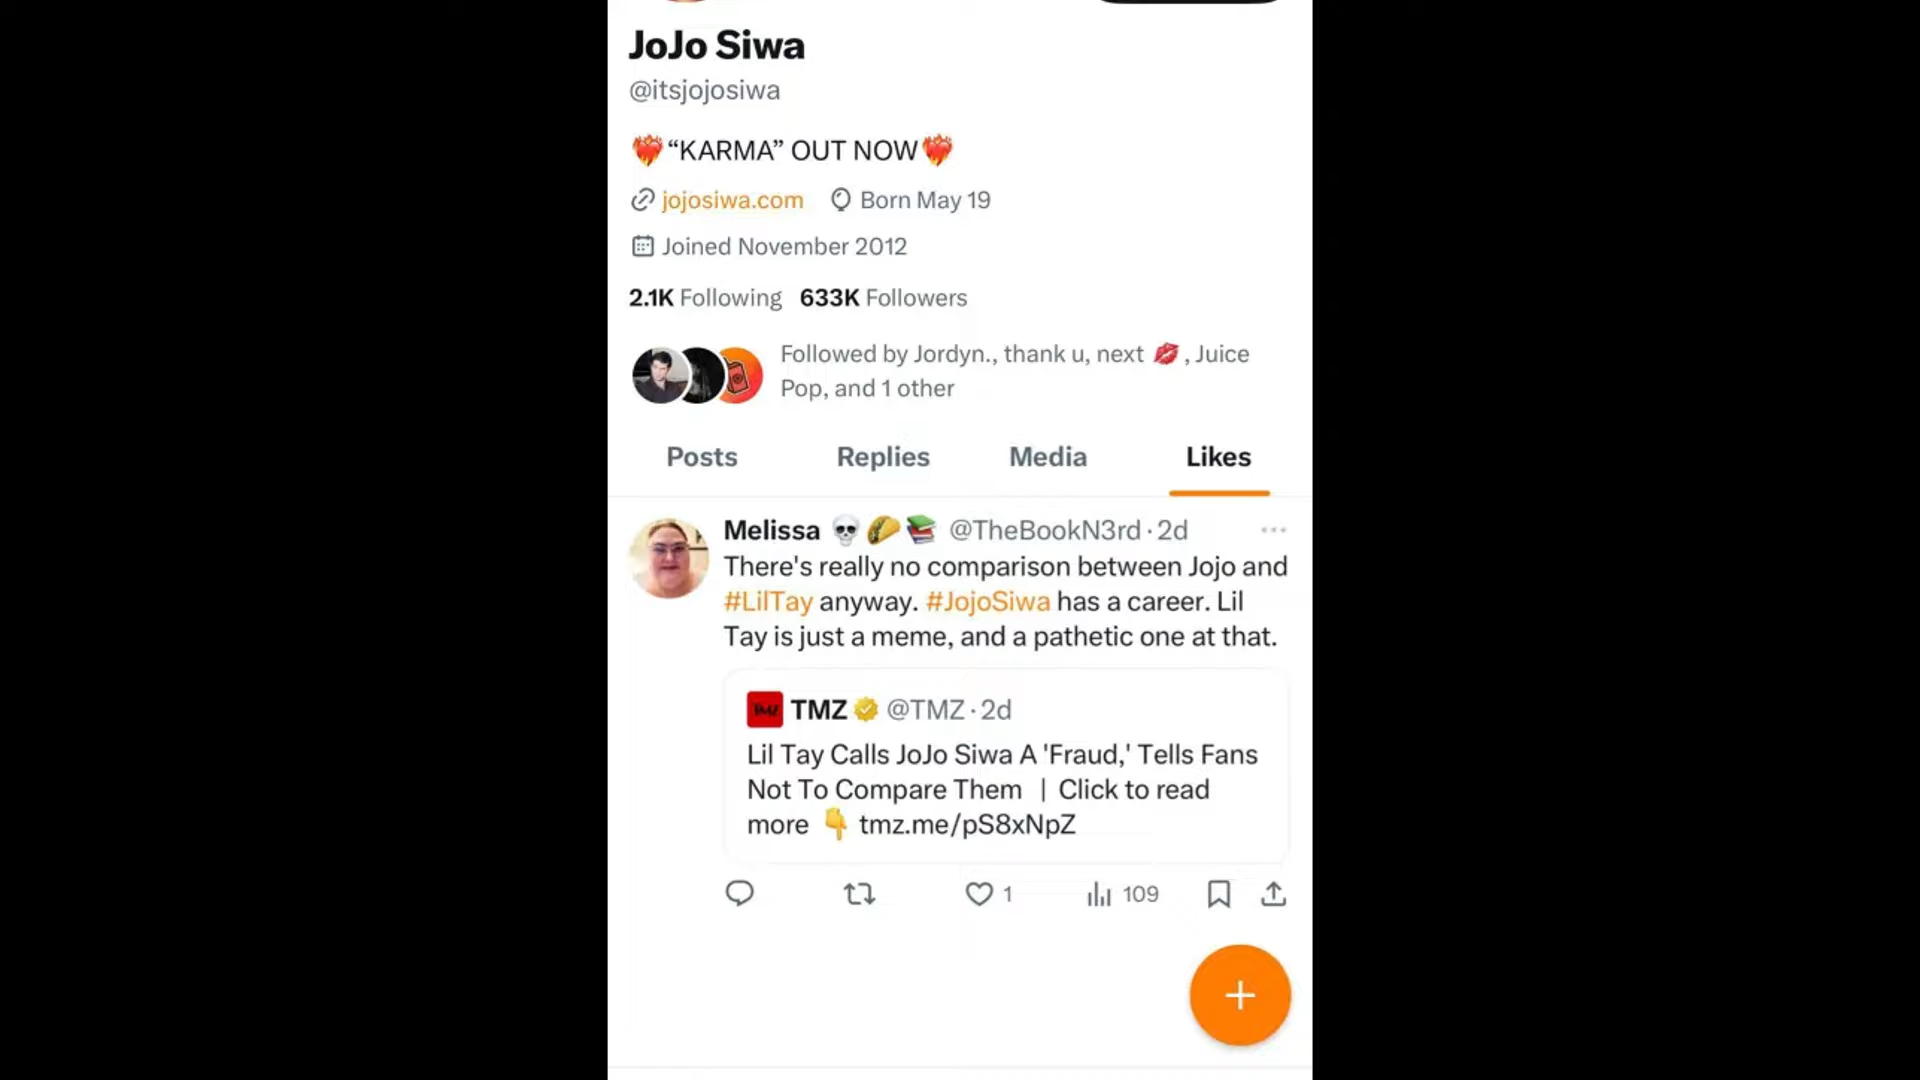 JoJo Siwa
@itsjojosiwa
❤️‍🔥“KARMA” OUT NOW❤️‍🔥
jojosiwa.com Born May 19
Joined November 2012
2.1K Following 633K Followers
Followed by Jordyn., thank u, next 💋, Juice
Pop, and 1 other
Posts Replies Media Likes
Melissa 💀🌮📚 @TheBookN3rd · 2d
There's really no comparison between Jojo and
#LilTay anyway. #JojoSiwa has a career. Lil
Tay is just a meme, and a pathetic one at that.
TMZ TMZ @TMZ · 2d
Lil Tay Calls JoJo Siwa A 'Fraud,' Tells Fans
Not To Compare Them | Click to read
more 👇 tmz.me/pS8xNpZ
1 109